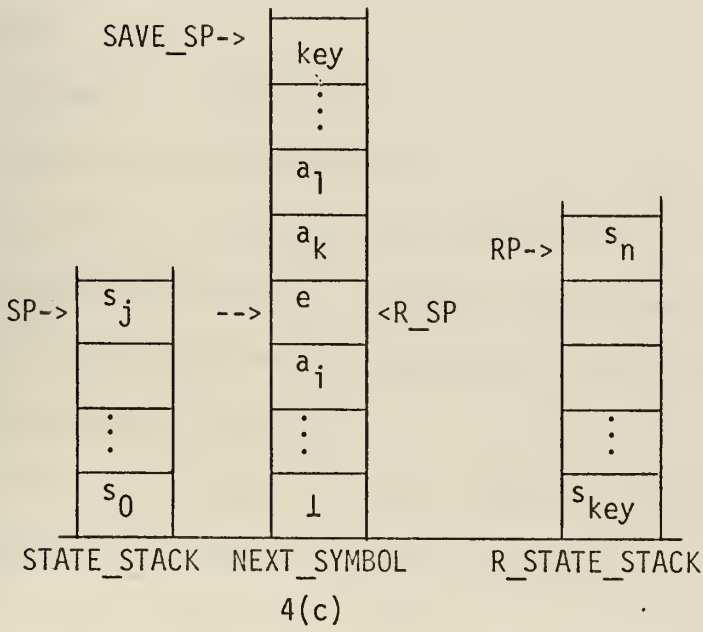 SAVE_SP->
key
⋮
a1
ak
RP->
sn
SP->
sj
-->
e
<R_SP
ai
⋮
⋮
⋮
s0
⊥
skey
STATE_STACK NEXT_SYMBOL R_STATE_STACK
4(c)